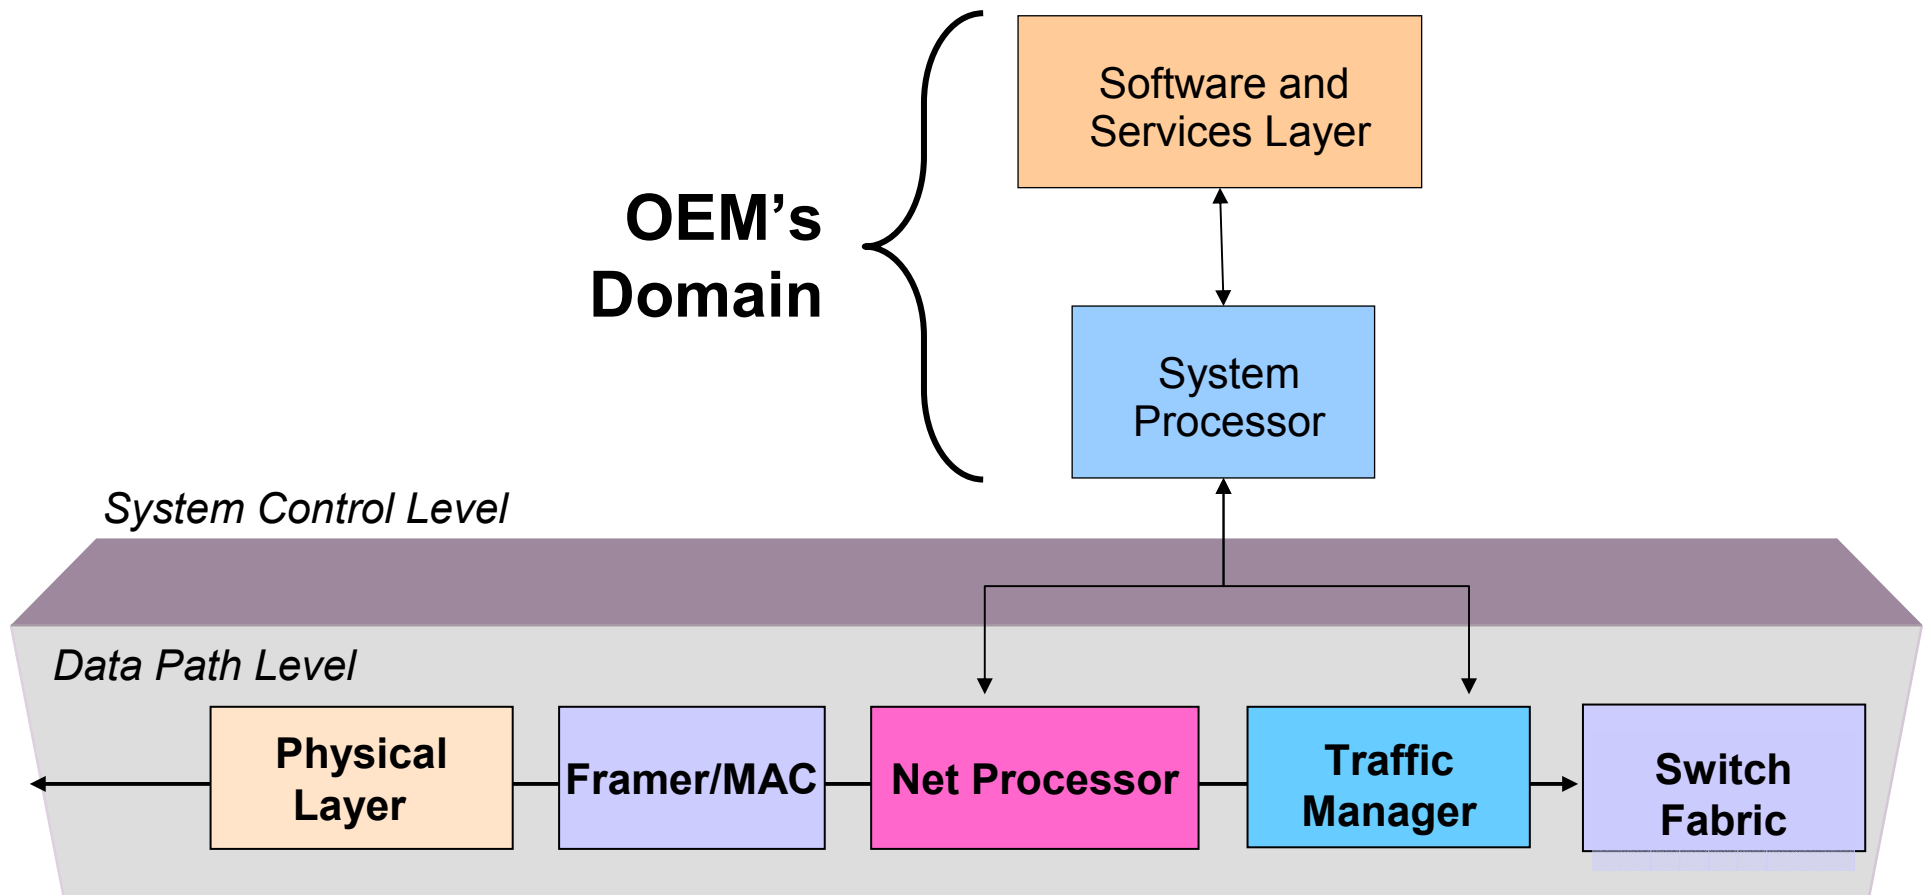 Software and
Services Layer
OEM’s
Domain
System
Processor
System Control Level
Data Path Level
Physical
Layer
Framer/MAC
Net Processor
Traffic
Manager
Switch
Fabric